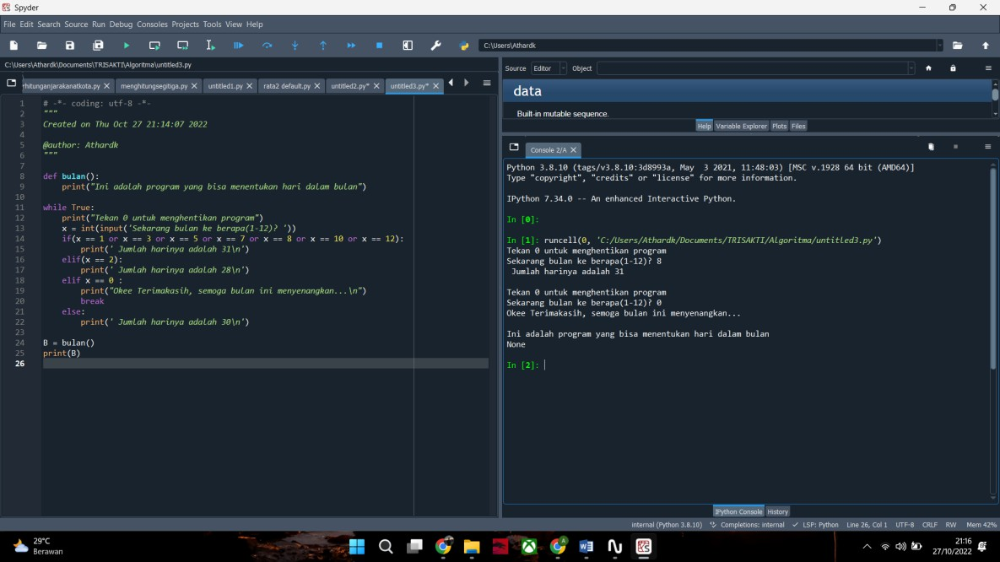 Spyder
File Edit Search Source Run Debug Consoles Projects Tools View Help
C:\Users\Athardk
C:\Users\Athardk\Documents\TRISAKTI\Algoritma\untitled3.py
rhitunganjarakanatkota.py menghitungsegitiga.py untitled1.py rata2 default.py untitled2.py* untitled3.py*
1 # -*- coding: utf-8 -*-
2 """
3 Created on Thu Oct 27 21:14:07 2022
4
5 @author: Athardk
6 """
7
8 def bulan():
9     print("Ini adalah program yang bisa menentukan hari dalam bulan")
10
11 while True:
12     print("Tekan 0 untuk menghentikan program")
13     x = int(input('Sekarang bulan ke berapa(1-12)? '))
14     if(x == 1 or x == 3 or x == 5 or x == 7 or x == 8 or x == 10 or x == 12):
15         print(' Jumlah harinya adalah 31\n')
16     elif(x == 2):
17         print(' Jumlah harinya adalah 28\n')
18     elif x == 0 :
19         print("Okee Terimakasih, semoga bulan ini menyenangkan...\n")
20         break
21     else:
22         print(' Jumlah harinya adalah 30\n')
23
24 B = bulan()
25 print(B)
26
Source Editor Object
data
Built-in mutable sequence.
Help Variable Explorer Plots Files
Console 2/A
Python 3.8.10 (tags/v3.8.10:3d8993a, May  3 2021, 11:48:03) [MSC v.1928 64 bit (AMD64)]
Type "copyright", "credits" or "license" for more information.
IPython 7.34.0 -- An enhanced Interactive Python.
In [0]:
In [1]: runcell(0, 'C:/Users/Athardk/Documents/TRISAKTI/Algoritma/untitled3.py')
Tekan 0 untuk menghentikan program
Sekarang bulan ke berapa(1-12)? 8
 Jumlah harinya adalah 31
Tekan 0 untuk menghentikan program
Sekarang bulan ke berapa(1-12)? 0
Okee Terimakasih, semoga bulan ini menyenangkan...
Ini adalah program yang bisa menentukan hari dalam bulan
None
In [2]:
IPython Console History
internal (Python 3.8.10) Completions: internal LSP: Python Line 26, Col 1 UTF-8 CRLF RW Mem 42%
29°C
Berawan
21:16
27/10/2022